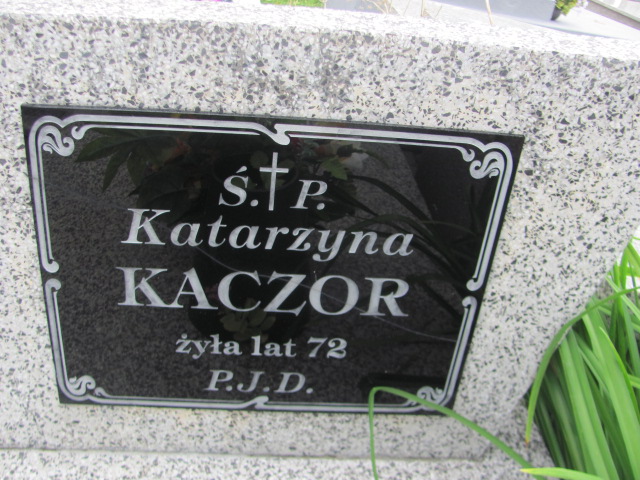 Ś.†P.
Katarzyna
KACZOR
żyła lat 72
P.J.D.